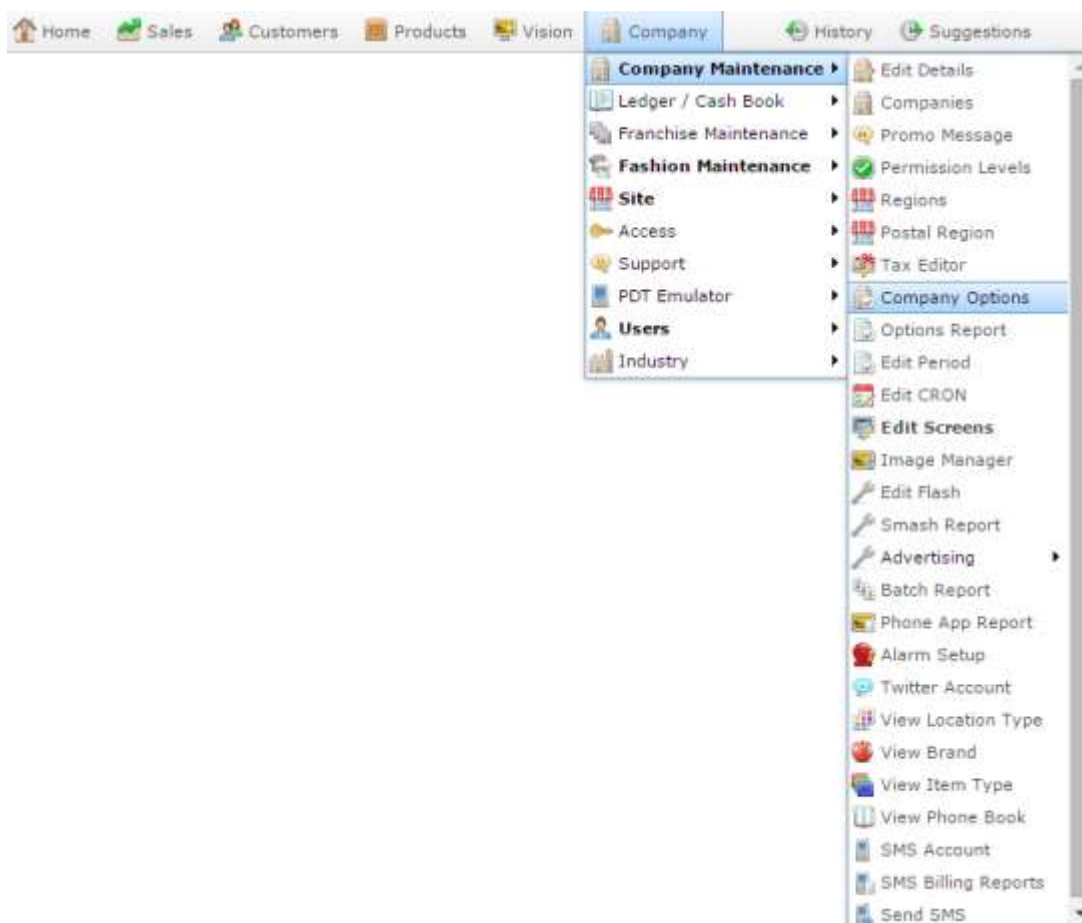 Home Sales Customers Products Vision Company History Suggestions
Company Maintenance
Ledger / Cash Book
Franchise Maintenance
Fashion Maintenance
Site
Access
Support
PDT Emulator
Users
Industry
Edit Details
Companies
Promo Message
Permission Levels
Regions
Postal Region
Tax Editor
Company Options
Options Report
Edit Period
Edit CRON
Edit Screens
Image Manager
Edit Flash
Smash Report
Advertising
Batch Report
Phone App Report
Alarm Setup
Twitter Account
View Location Type
View Brand
View Item Type
View Phone Book
SMS Account
SMS Billing Reports
Send SMS